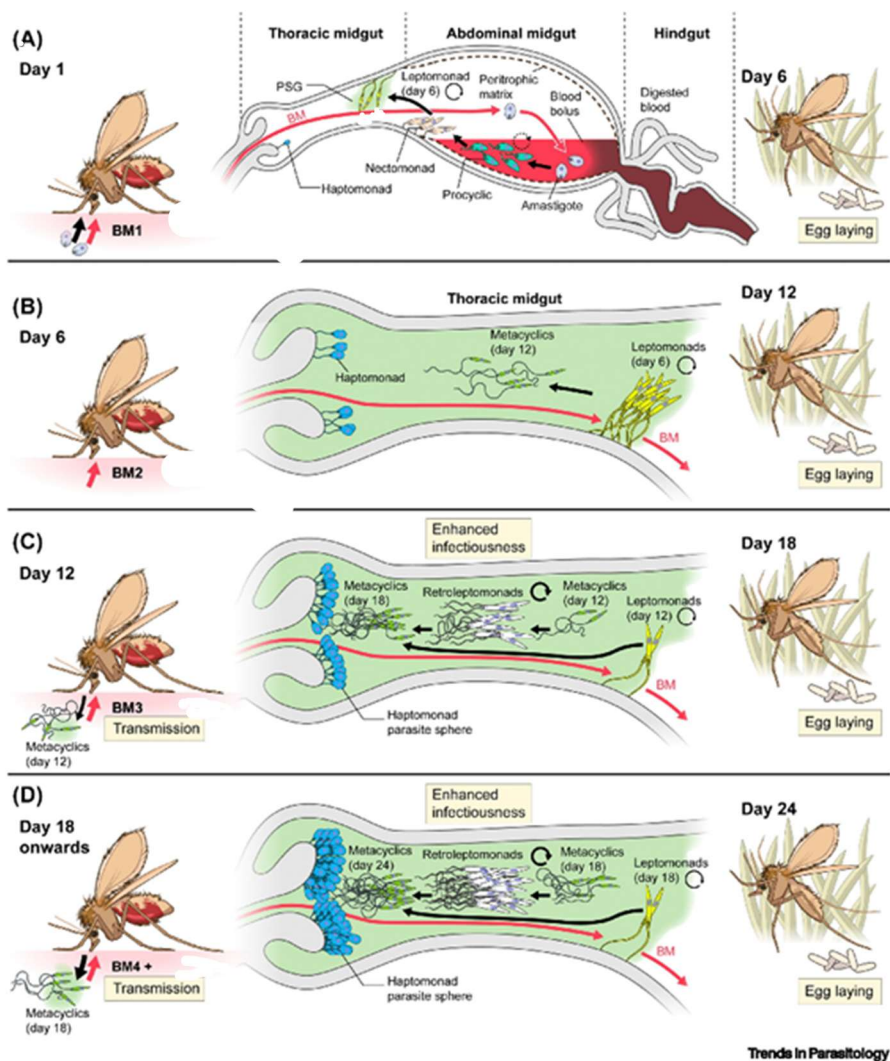 (A)
Day 1
Thoracic midgut
Abdominal midgut
Hindgut
Day 6
PSG
Leptomonad
(day 6)
Peritrophic
matrix
Blood
bolus
Digested
blood
BM
Nectomonad
Haptomonad
Procyclic
Amastigote
BM1
Egg laying
(B)
Day 6
Thoracic midgut
Day 12
Metacyclics
(day 12)
Leptomonads
(day 6)
Haptomonad
BM
BM2
Egg laying
(C)
Day 12
Enhanced
infectiousness
Day 18
Metacyclics
(day 18)
Retroleptomonads
Metacyclics
(day 12)
Leptomonads
(day 12)
BM
BM3
Transmission
Metacyclics
(day 12)
Haptomonad
parasite sphere
Egg laying
(D)
Day 18
onwards
Enhanced
infectiousness
Day 24
Metacyclics
(day 24)
Retroleptomonads
Metacyclics
(day 18)
Leptomonads
(day 18)
BM
BM4 +
Transmission
Metacyclics
(day 18)
Haptomonad
parasite sphere
Egg laying
Trends in Parasitology